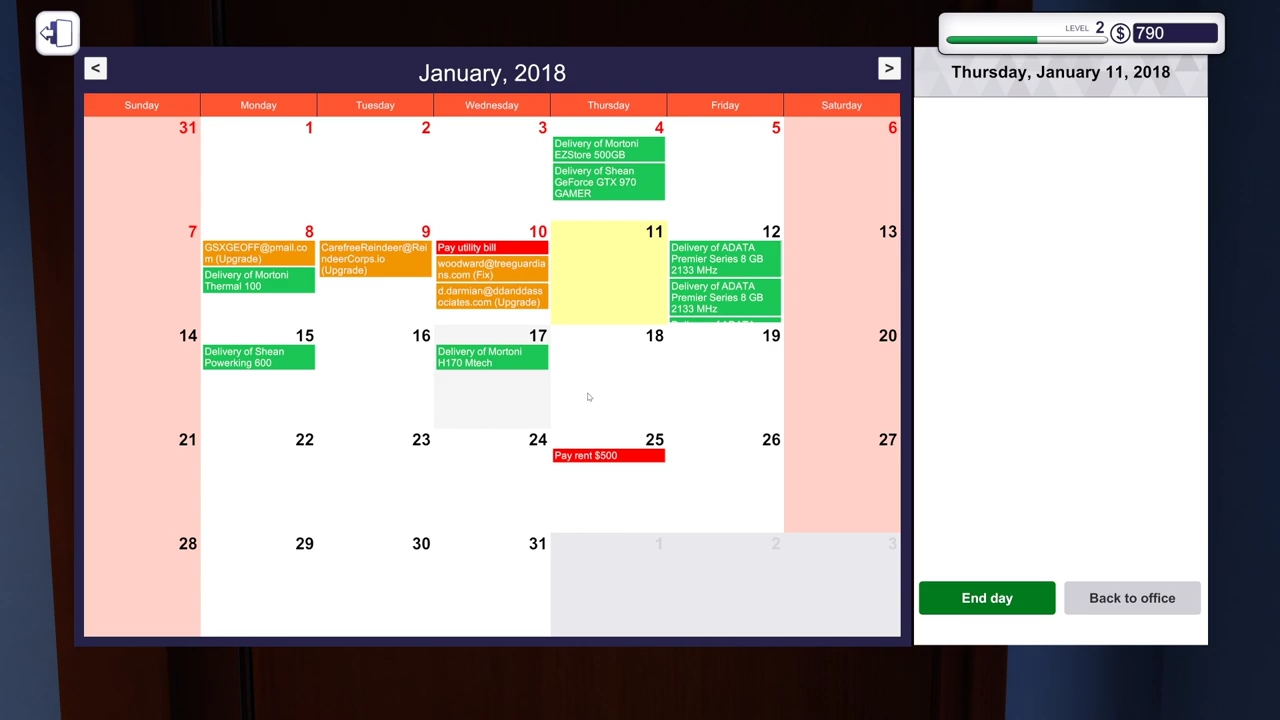 LEVEL 2
$ 790
< January, 2018 >
Thursday, January 11, 2018
Sunday Monday Tuesday Wednesday Thursday Friday Saturday
31 1 2 3 4 5 6
Delivery of Mortoni
EZStore 500GB
Delivery of Shean
GeForce GTX 970
GAMER
7 8 9 10 11 12 13
GSXGEOFF@pmail.co
m (Upgrade)
Delivery of Mortoni
Thermal 100
CarefreeReindeer@Rei
ndeerCorps.io
(Upgrade)
Pay utility bill
woodward@treeguardia
ns.com (Fix)
d.darmian@ddanddass
ociates.com (Upgrade)
Delivery of ADATA
Premier Series 8 GB
2133 MHz
Delivery of ADATA
Premier Series 8 GB
2133 MHz
14 15 16 17 18 19 20
Delivery of Shean
Powerking 600
Delivery of Mortoni
H170 Mtech
21 22 23 24 25 26 27
Pay rent $500
28 29 30 31 1 2 3
End day
Back to office